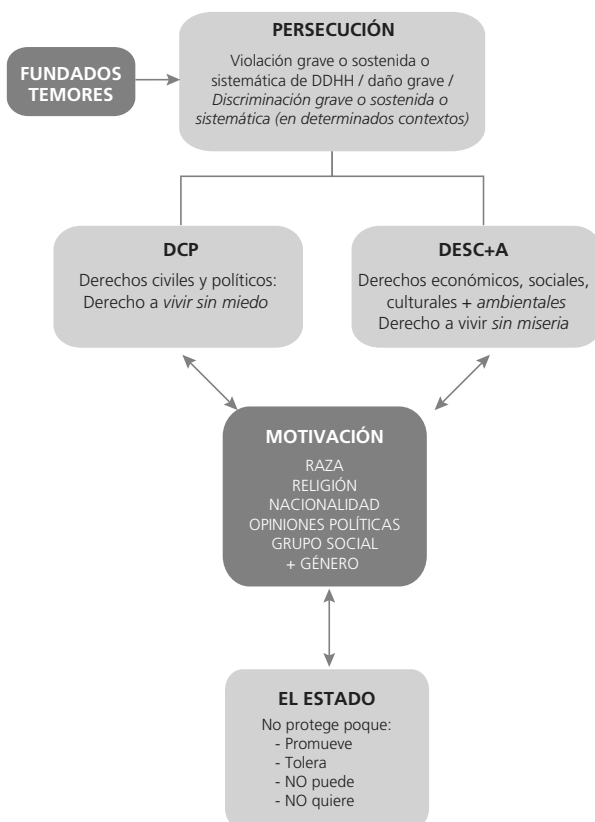 PERSECUCIÓN
Violación grave o sostenida o
sistemática de DDHH / daño grave /
Discriminación grave o sostenida o
sistemática (en determinados contextos)
FUNDADOS
TEMORES
DCP
Derechos civiles y políticos:
Derecho a vivir sin miedo
DESC+A
Derechos económicos, sociales,
culturales + ambientales
Derecho a vivir sin miseria
MOTIVACIÓN
RAZA
RELIGIÓN
NACIONALIDAD
OPINIONES POLÍTICAS
GRUPO SOCIAL
+ GÉNERO
EL ESTADO
No protege poque:
- Promueve
- Tolera
- NO puede
- NO quiere